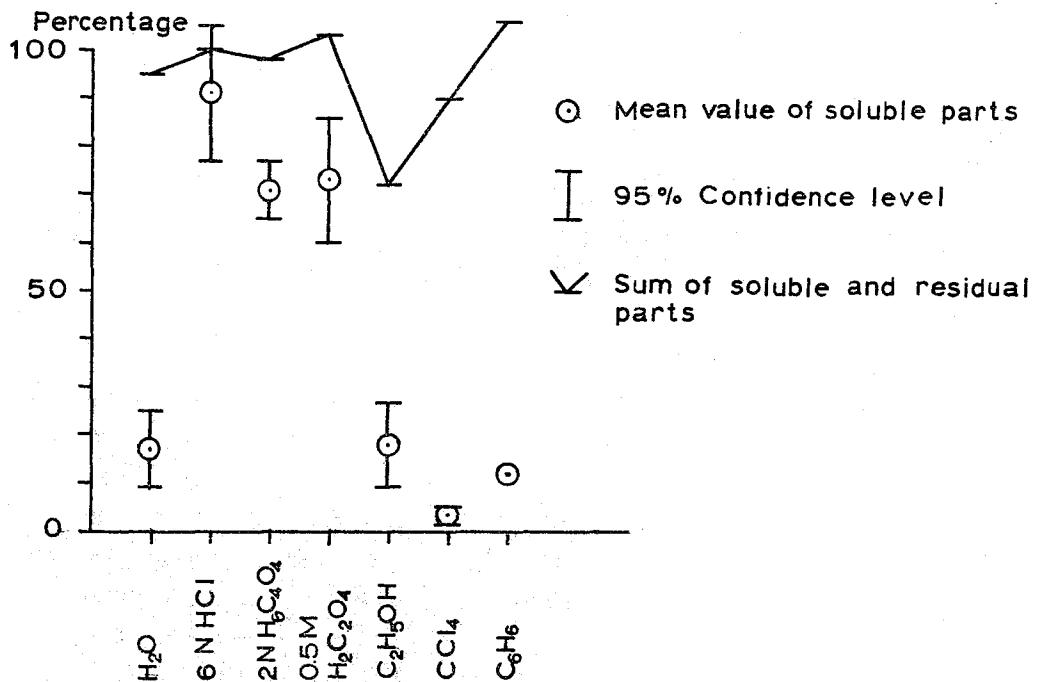 Percentage
100
50
0
Mean value of soluble parts
95% Confidence level
Sum of soluble and residual
parts
H₂O
6 N HCl
2N H₆C₄O₄
0.5M
H₂C₂O₄
C₂H₅OH
CCl₄
C₆H₆